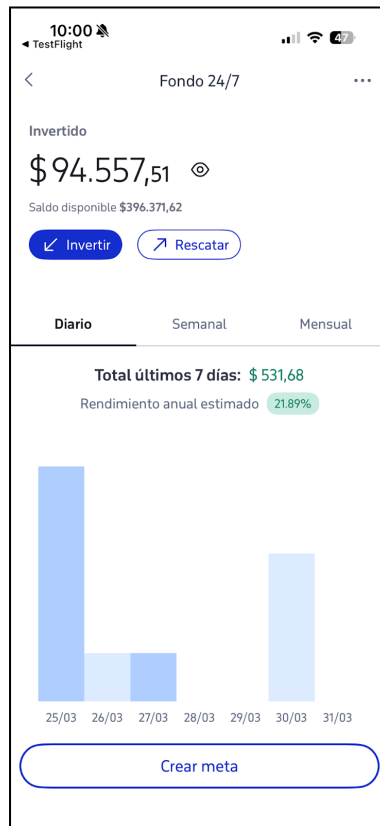 10:00
◀ TestFlight
47
Fondo 24/7
Invertido
$94.557,51
Saldo disponible $396.371,62
Invertir
Rescatar
Diario Semanal Mensual
Total últimos 7 días: $531,68
Rendimiento anual estimado 21.89%
25/03 26/03 27/03 28/03 29/03 30/03 31/03
Crear meta